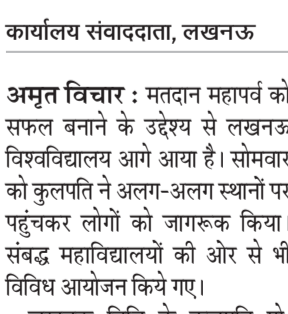 कार्यालय संवाददाता, लखनऊ
अमृत विचार : मतदान महापर्व को
सफल बनाने के उद्देश्य से लखनऊ
विश्वविद्यालय आगे आया है। सोमवार
को कुलपति ने अलग-अलग स्थानों पर
पहुंचकर लोगों को जागरूक किया।
संबद्ध महाविद्यालयों की ओर से भी
विविध आयोजन किये गए।